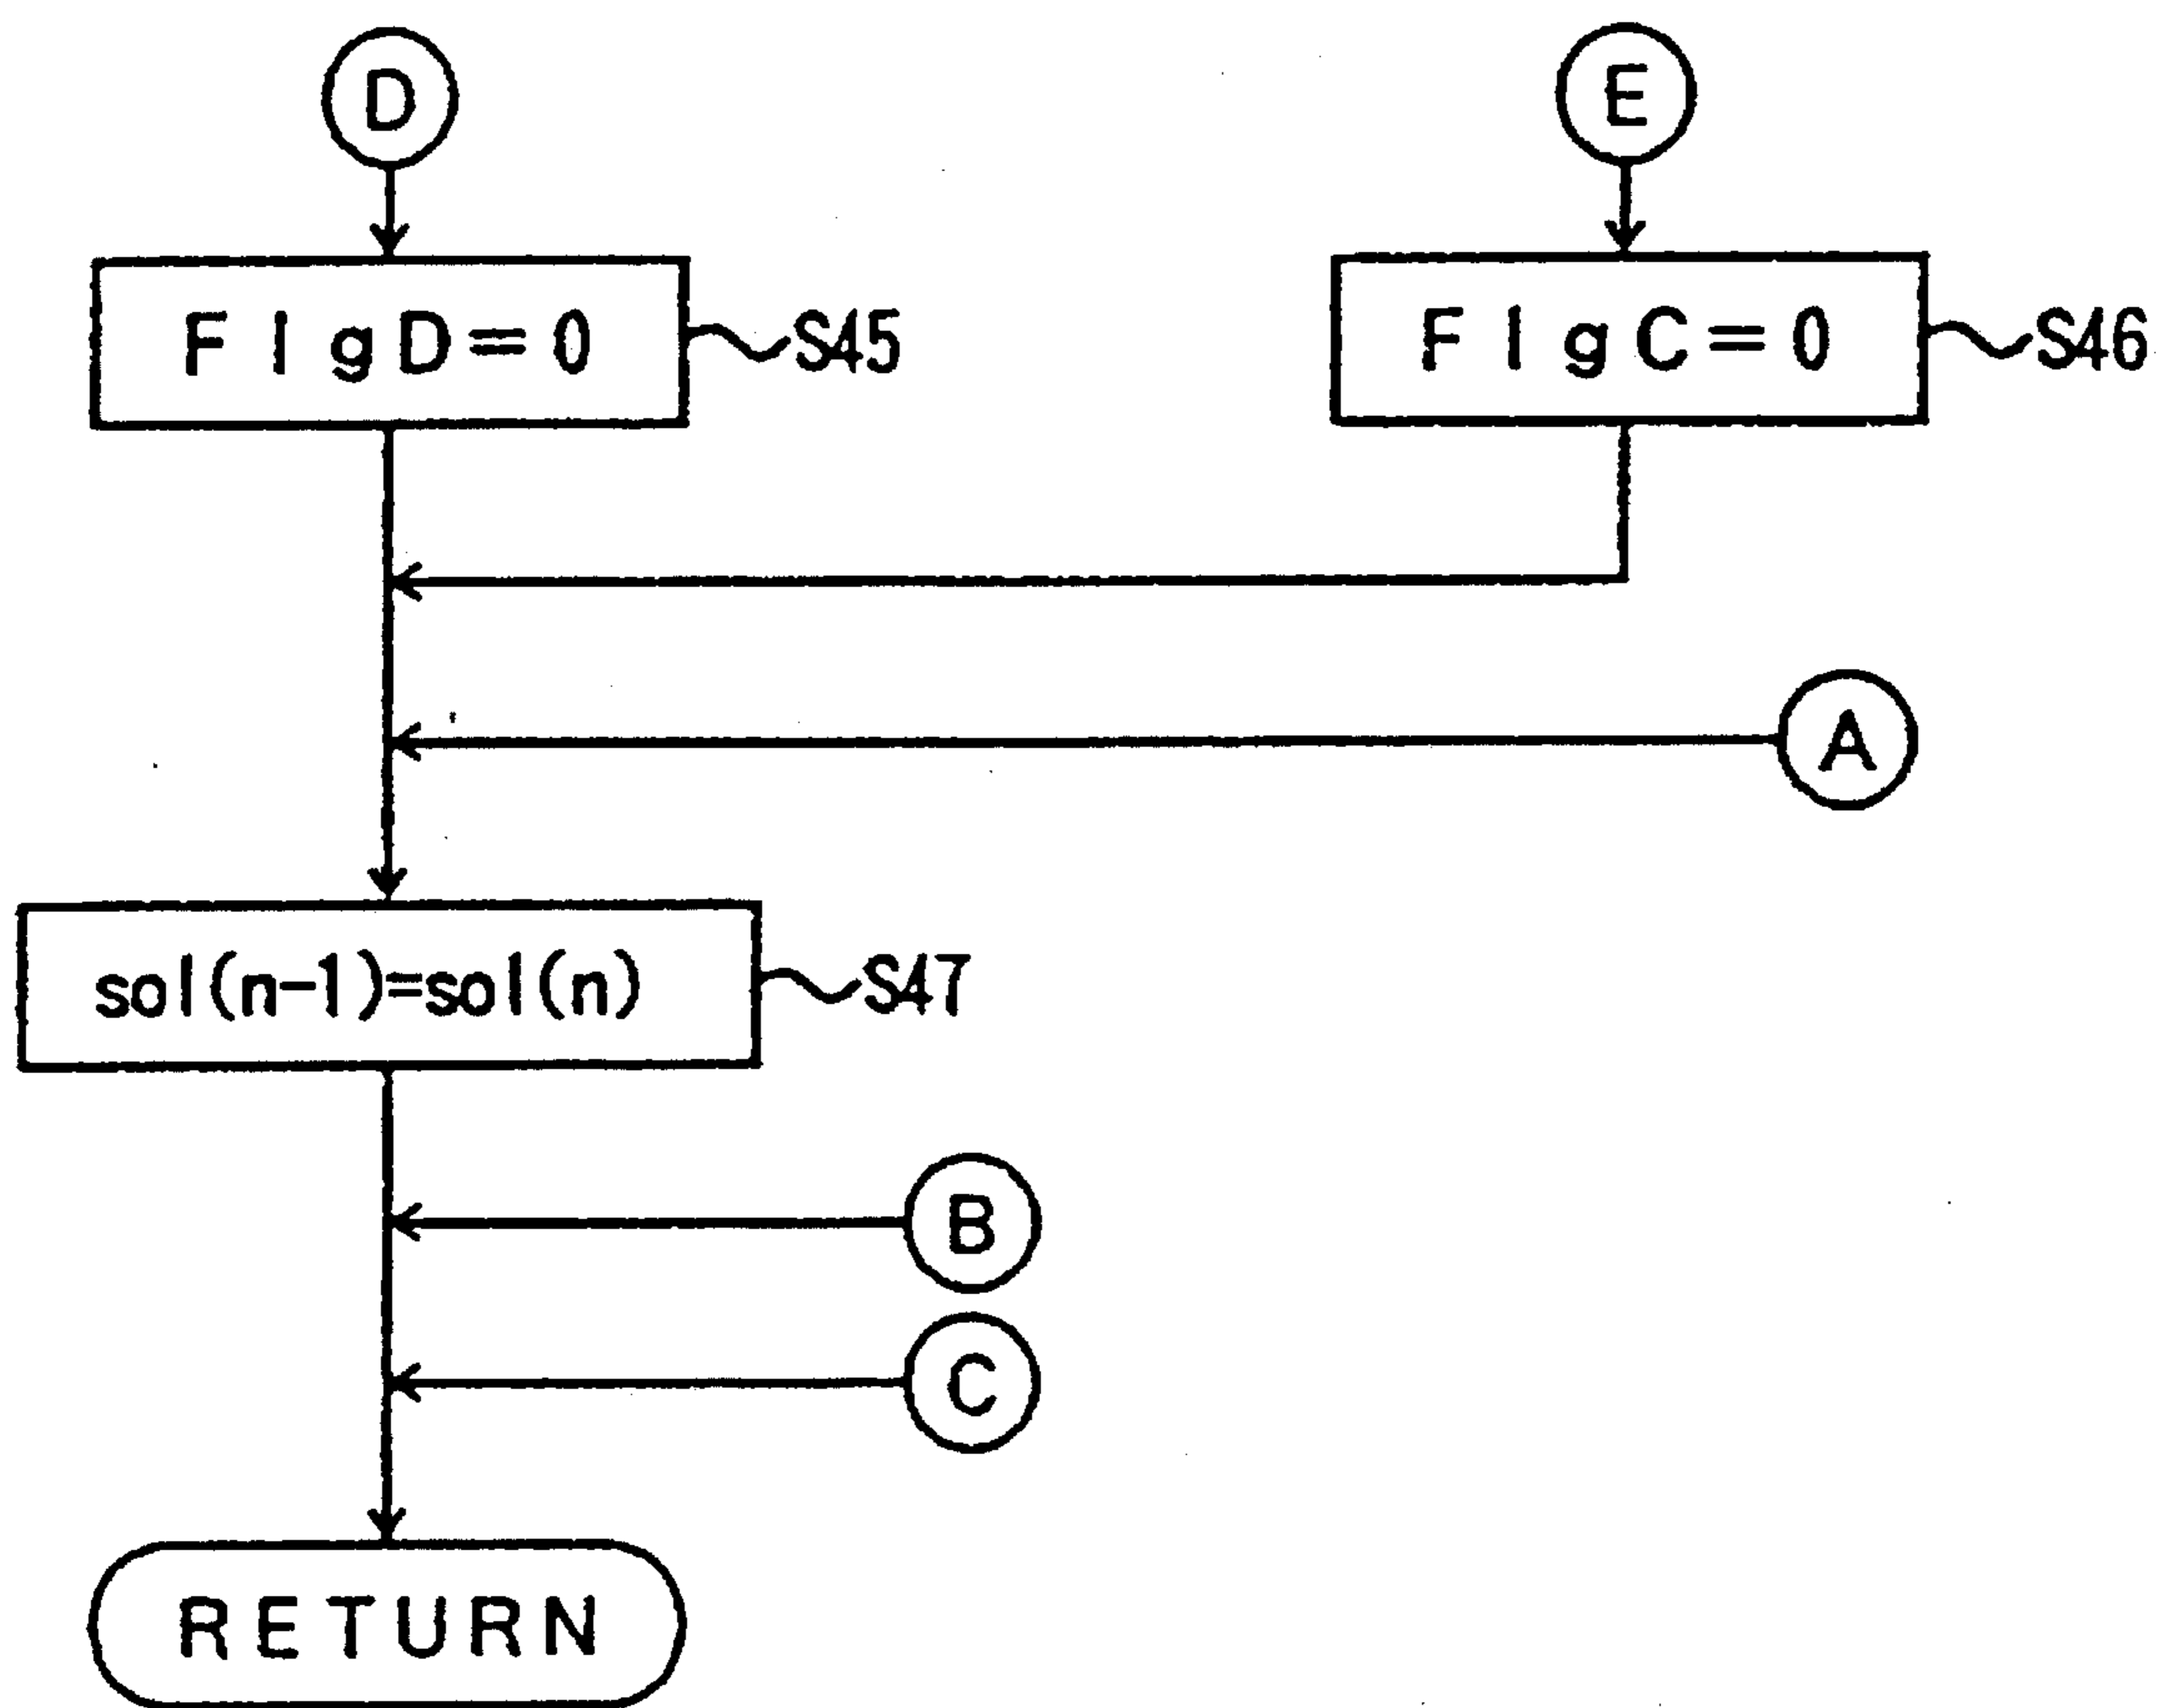 D
E
FlgD=0
S45
FlgC=0
S46
A
sol(n-1)=sol(n)
S47
B
C
RETURN